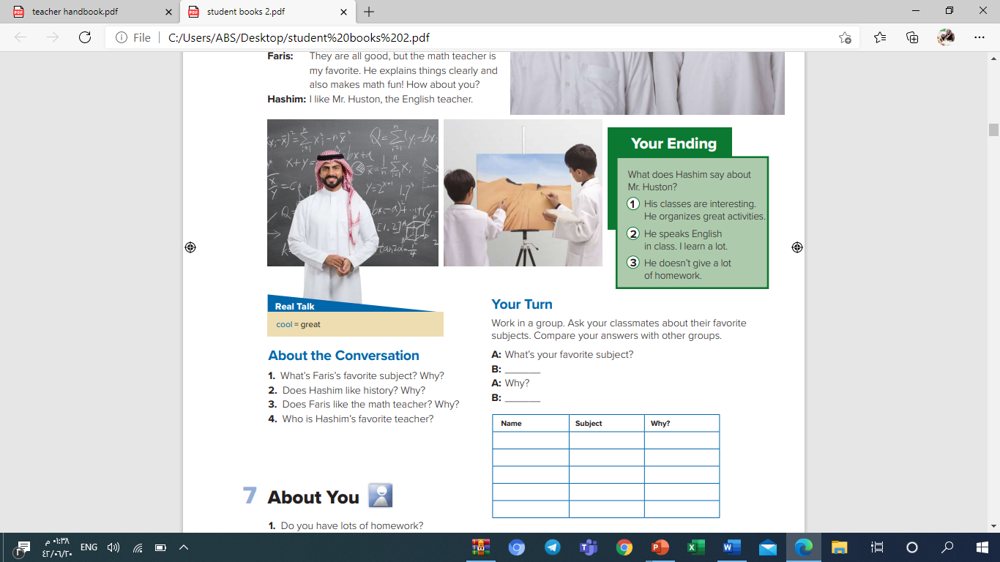 teacher handbook.pdf
student books 2.pdf
File
C:/Users/ABS/Desktop/student%20books%202.pdf
Faris: They are all good, but the math teacher is
my favorite. He explains things clearly and
also makes math fun! How about you?
Hashim: I like Mr. Huston, the English teacher.
Your Ending
What does Hashim say about
Mr. Huston?
1 His classes are interesting.
He organizes great activities.
2 He speaks English
in class. I learn a lot.
3 He doesn't give a lot
of homework.
Real Talk
cool = great
About the Conversation
1. What's Faris's favorite subject? Why?
2. Does Hashim like history? Why?
3. Does Faris like the math teacher? Why?
4. Who is Hashim's favorite teacher?
Your Turn
Work in a group. Ask your classmates about their favorite
subjects. Compare your answers with other groups.
A: What's your favorite subject?
B: ______
A: Why?
B: ______
Name Subject Why?
7 About You
1. Do you have lots of homework?
ENG
٠١:٣٨ م
٤٢/٠٦/٢٠